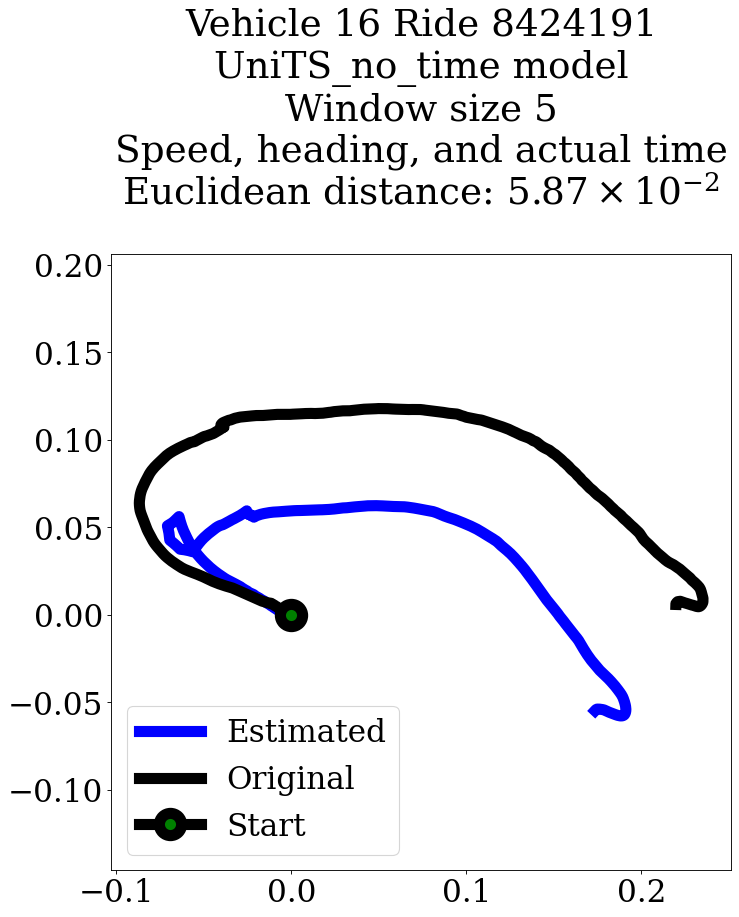 Vehicle 16 Ride 8424191
UniTS_no_time model
Window size 5
Speed, heading, and actual time
Euclidean distance: 5.87 × 10⁻²
0.20
0.15
0.10
0.05
0.00
−0.05
−0.10
Estimated
Original
Start
−0.1 0.0 0.1 0.2